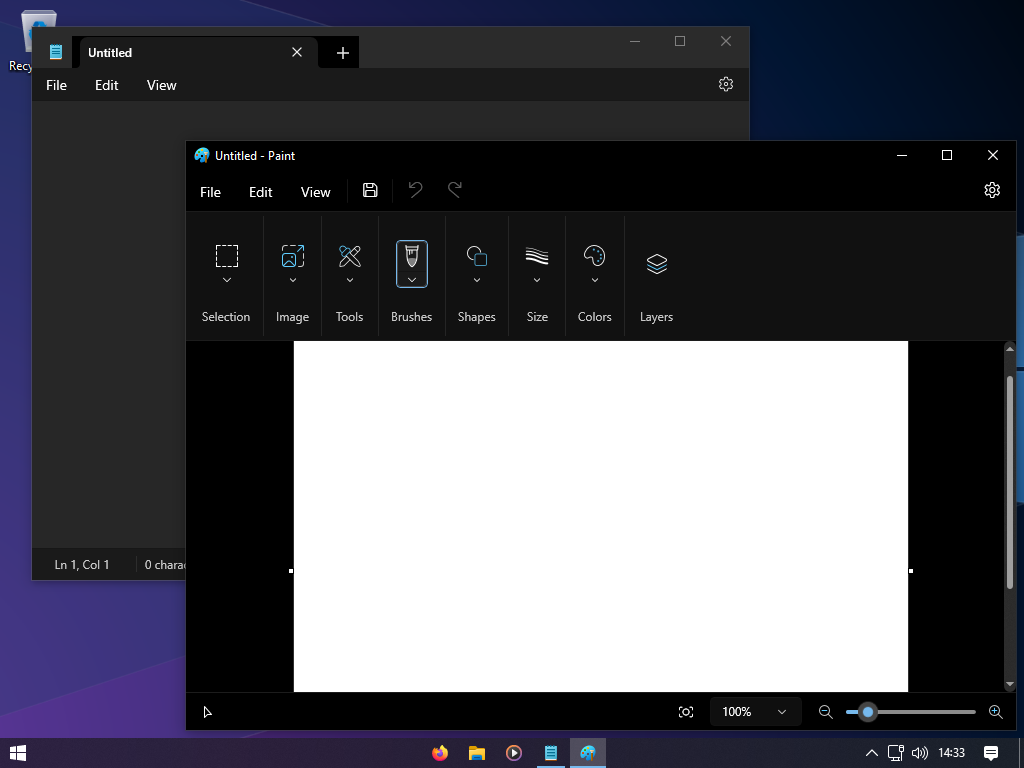 Recy
Untitled
File Edit View
Untitled - Paint
File Edit View
Selection Image Tools Brushes Shapes Size Colors Layers
Ln 1, Col 1 0 charac
100%
14:33